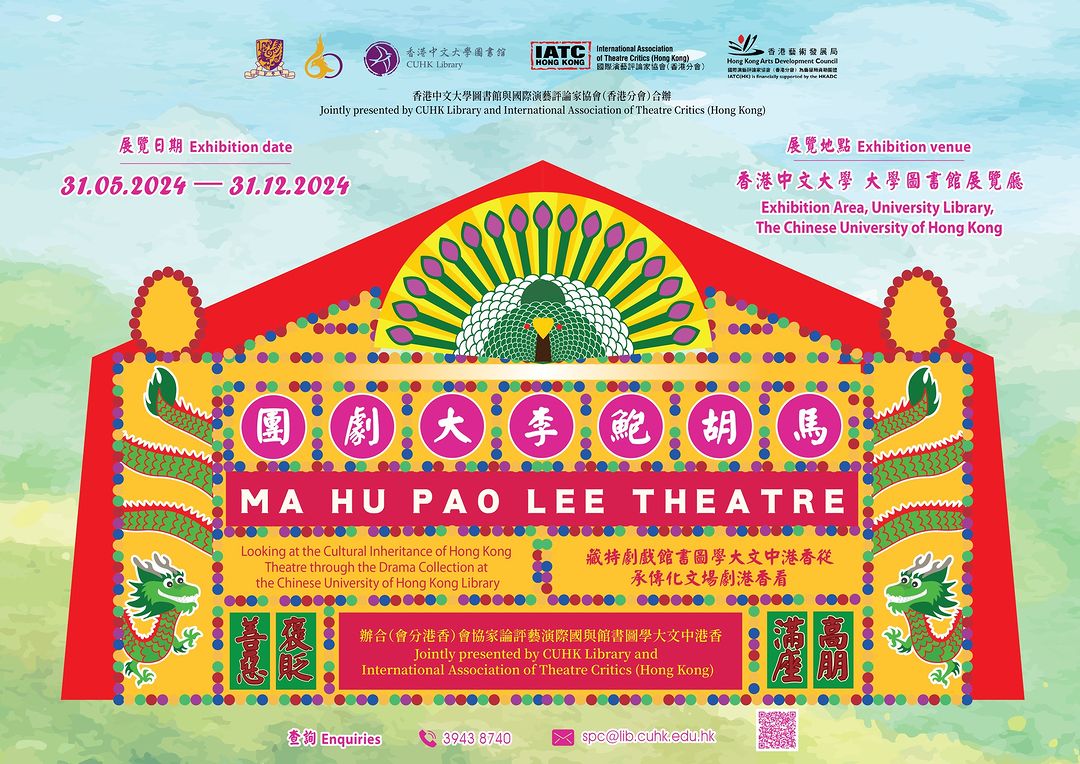 香港中文大學圖書館
CUHK Library
IATC
HONG KONG
International Association
of Theatre Critics (Hong Kong)
國際演藝評論家協會(香港分會)
香港藝術發展局
Hong Kong Arts Development Council
IATC(HK) is financially supported by the HKADC
香港中文大學圖書館與國際演藝評論家協會(香港分會)合辦
Jointly presented by CUHK Library and International Association of Theatre Critics (Hong Kong)
展覽日期 Exhibition date
31.05.2024 — 31.12.2024
展覽地點 Exhibition venue
香港中文大學 大學圖書館展覽廳
Exhibition Area, University Library,
The Chinese University of Hong Kong
馬胡鮑李大劇團
MA HU PAO LEE THEATRE
Looking at the Cultural Inheritance of Hong Kong
Theatre through the Drama Collection at
the Chinese University of Hong Kong Library
從香港中文大學圖書館戲劇特藏
看香港劇場文化傳承
高朋
滿座
褒貶
善惡
香港中文大學圖書館與國際演藝評論家協會(香港分會)合辦
Jointly presented by CUHK Library and
International Association of Theatre Critics (Hong Kong)
查詢 Enquiries
3943 8740
spc@lib.cuhk.edu.hk